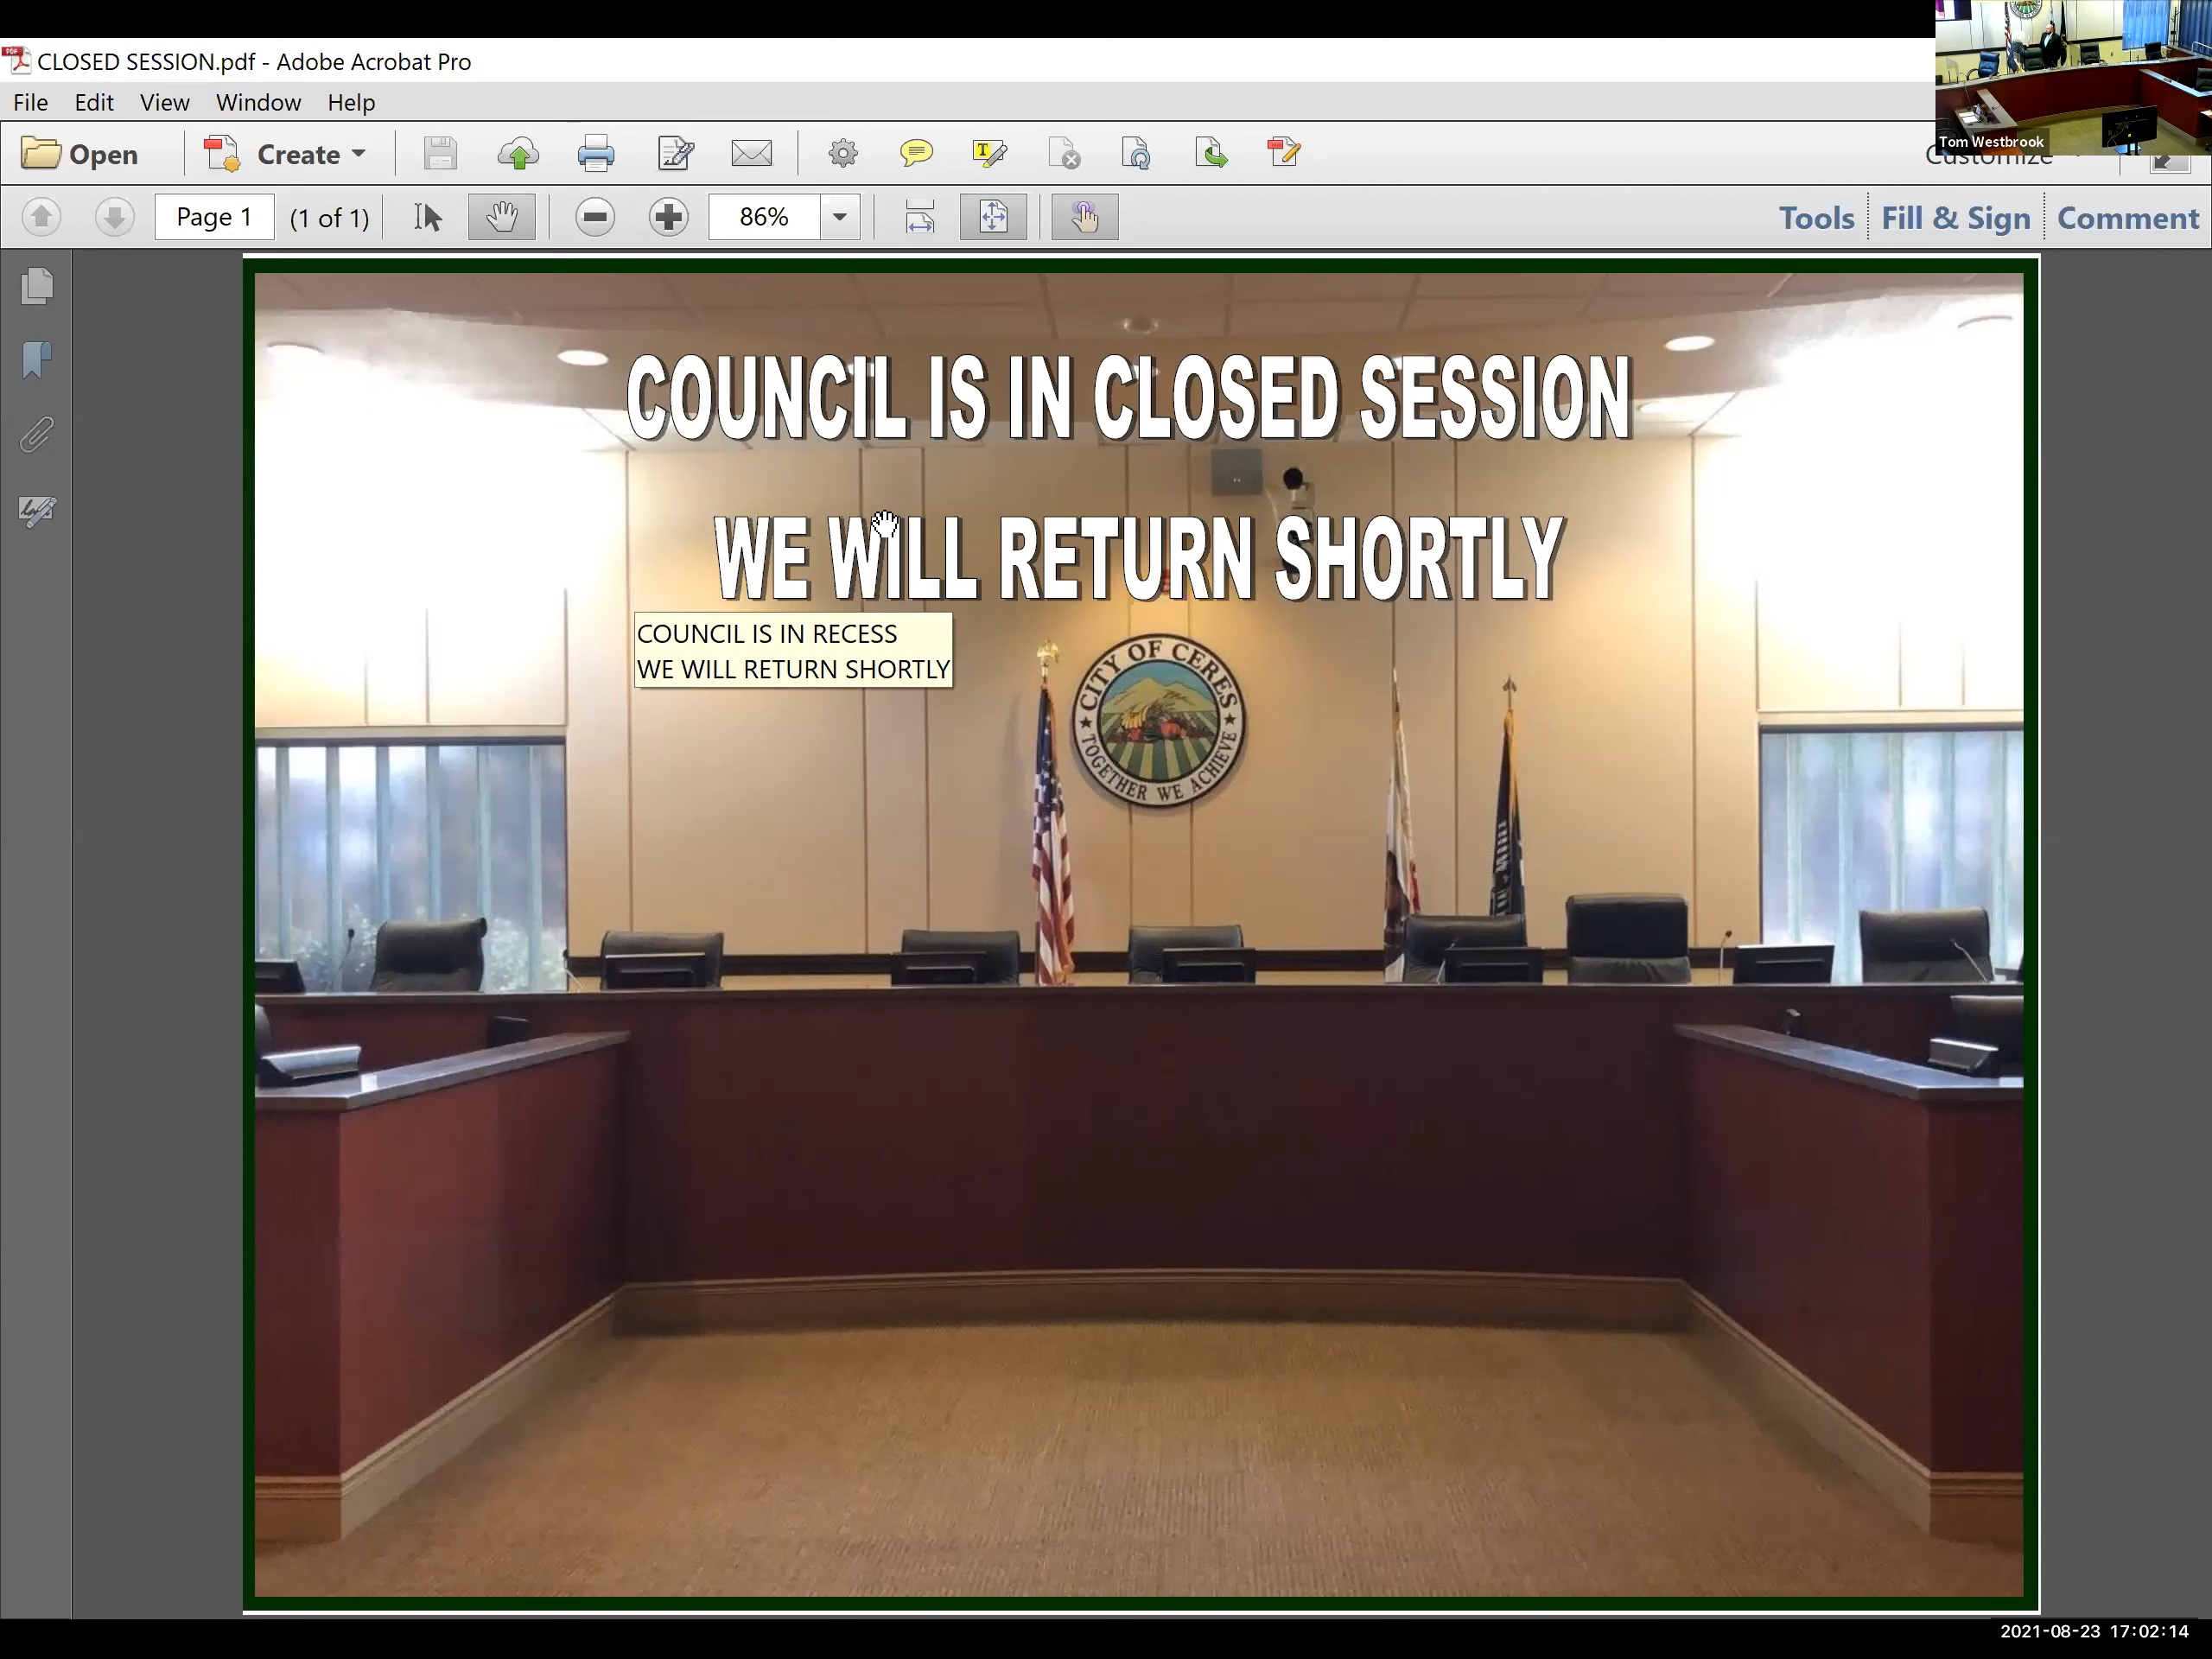 CLOSED SESSION.pdf - Adobe Acrobat Pro
File Edit View Window Help
Open Create
Customize
Tom Westbrook
Page 1 (1 of 1) 86% Tools Fill & Sign Comment
COUNCIL IS IN CLOSED SESSION
WE WILL RETURN SHORTLY
COUNCIL IS IN RECESS
WE WILL RETURN SHORTLY
CITY OF CERES
TOGETHER WE ACHIEVE
2021-08-23 17:02:14